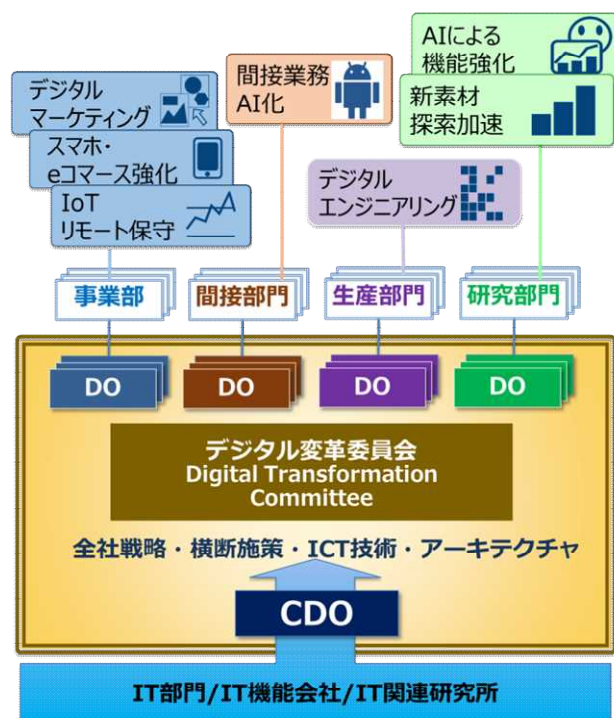 デジタル
マーケティング
スマホ・
eコマース強化
IoT
リモート保守
間接業務
AI化
AIによる
機能強化
新素材
探索加速
デジタル
エンジニアリング
事業部
間接部門
生産部門
研究部門
DO
DO
DO
DO
デジタル変革委員会
Digital Transformation
Committee
全社戦略・横断施策・ICT技術・アーキテクチャ
CDO
IT部門/IT機能会社/IT関連研究所